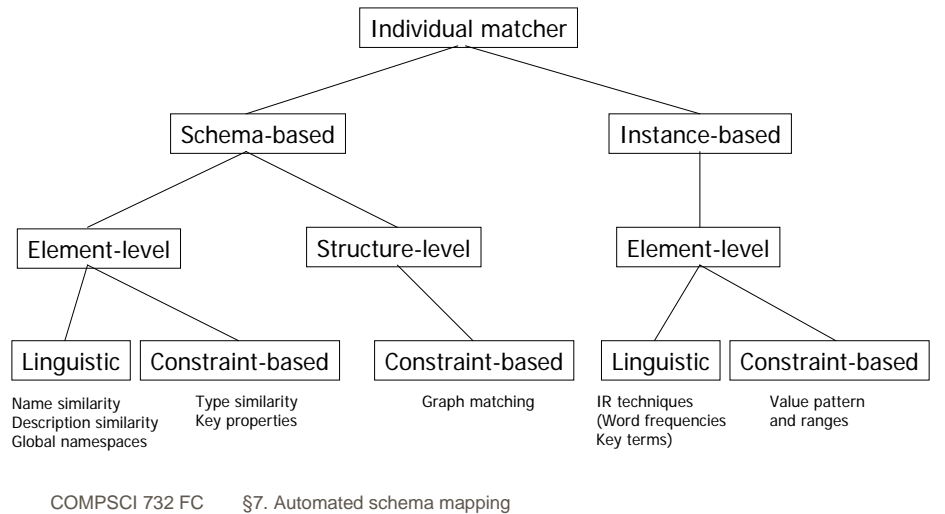 Individual matcher
Schema-based
Instance-based
Element-level
Structure-level
Element-level
Linguistic
Constraint-based
Constraint-based
Linguistic
Constraint-based
Name similarity
Description similarity
Global namespaces
Type similarity
Key properties
Graph matching
IR techniques
(Word frequencies
Key terms)
Value pattern
and ranges
COMPSCI 732 FC §7. Automated schema mapping